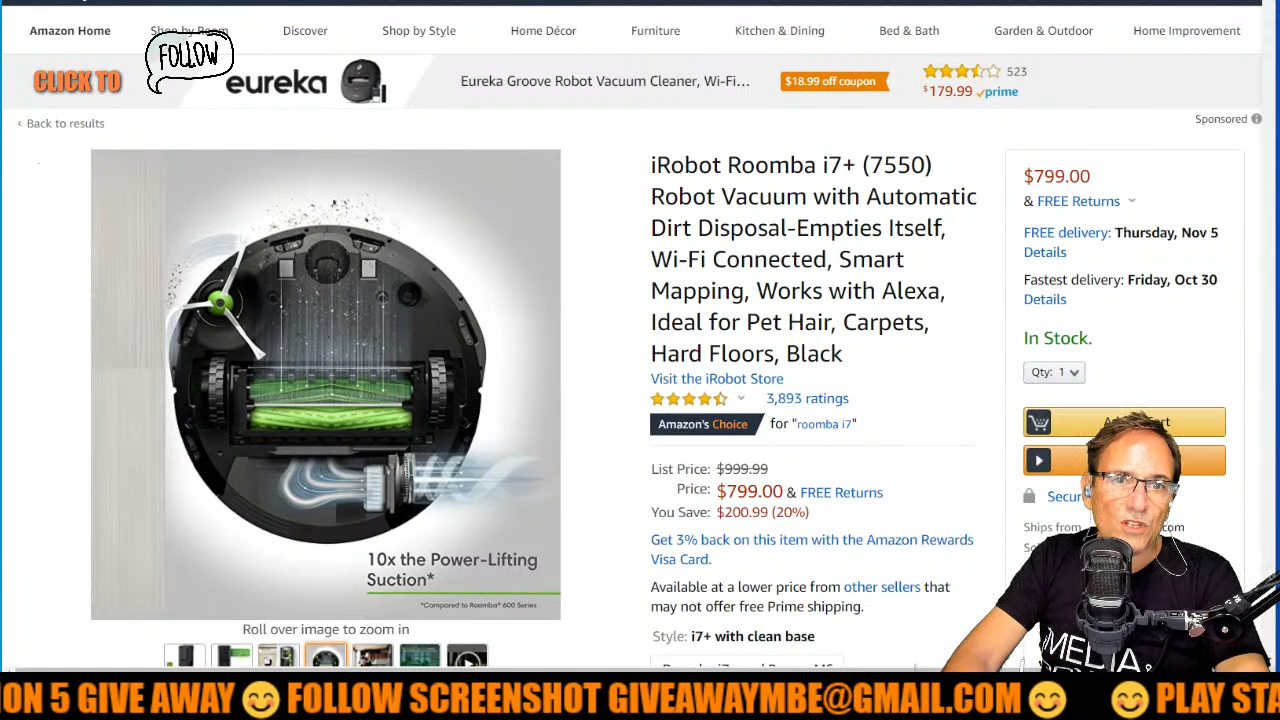 Amazon Home Shop by Room Discover Shop by Style Home Décor Furniture Kitchen & Dining Bed & Bath Garden & Outdoor Home Improvement
CLICK TO
FOLLOW
eureka
Eureka Groove Robot Vacuum Cleaner, Wi-Fi…
$18.99 off coupon
523
$179.99 prime
‹ Back to results
Sponsored
10x the Power-Lifting
Suction*
*Compared to Roomba® 600 Series
Roll over image to zoom in
iRobot Roomba i7+ (7550)
Robot Vacuum with Automatic
Dirt Disposal-Empties Itself,
Wi-Fi Connected, Smart
Mapping, Works with Alexa,
Ideal for Pet Hair, Carpets,
Hard Floors, Black
Visit the iRobot Store
3,893 ratings
Amazon's Choice for "roomba i7"
List Price: $999.99
Price: $799.00 & FREE Returns
You Save: $200.99 (20%)
Get 3% back on this item with the Amazon Rewards
Visa Card.
Available at a lower price from other sellers that
may not offer free Prime shipping.
Style: i7+ with clean base
$799.00
& FREE Returns
FREE delivery: Thursday, Nov 5
Details
Fastest delivery: Friday, Oct 30
Details
In Stock.
Qty: 1
Ships from
MEDIA
ON 5 GIVE AWAY 😊 FOLLOW SCREENSHOT GIVEAWAYMBE@GMAIL.COM 😊 😊 PLAY STA